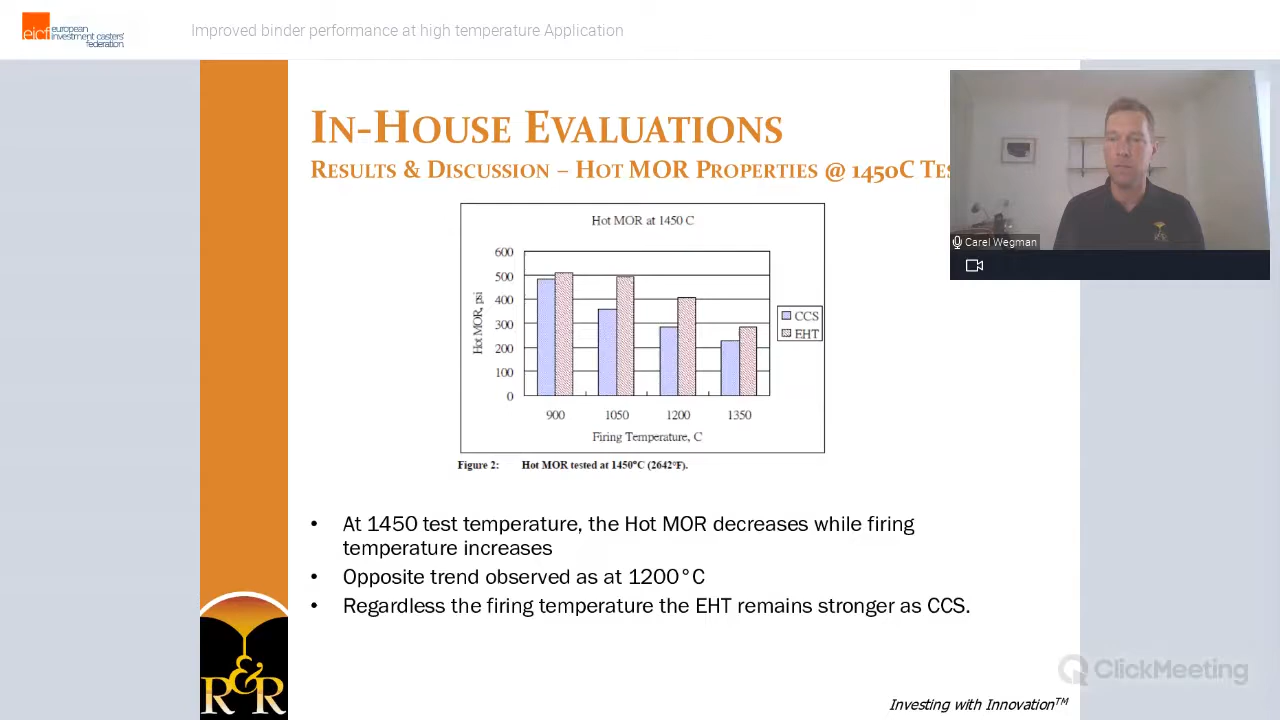 eicf european
investment casters'
federation.
Improved binder performance at high temperature Application
In-House Evaluations
Results & Discussion – Hot MOR Properties @ 1450C Tes
Carel Wegman
Hot MOR at 1450 C
600
500
400
300
200
100
0
Hot MOR, psi
900 1050 1200 1350
Firing Temperature, C
CCS
EHT
Figure 2: Hot MOR tested at 1450°C (2642°F).
• At 1450 test temperature, the Hot MOR decreases while firing
temperature increases
• Opposite trend observed as at 1200°C
• Regardless the firing temperature the EHT remains stronger as CCS.
R&R
ClickMeeting
Investing with Innovation™